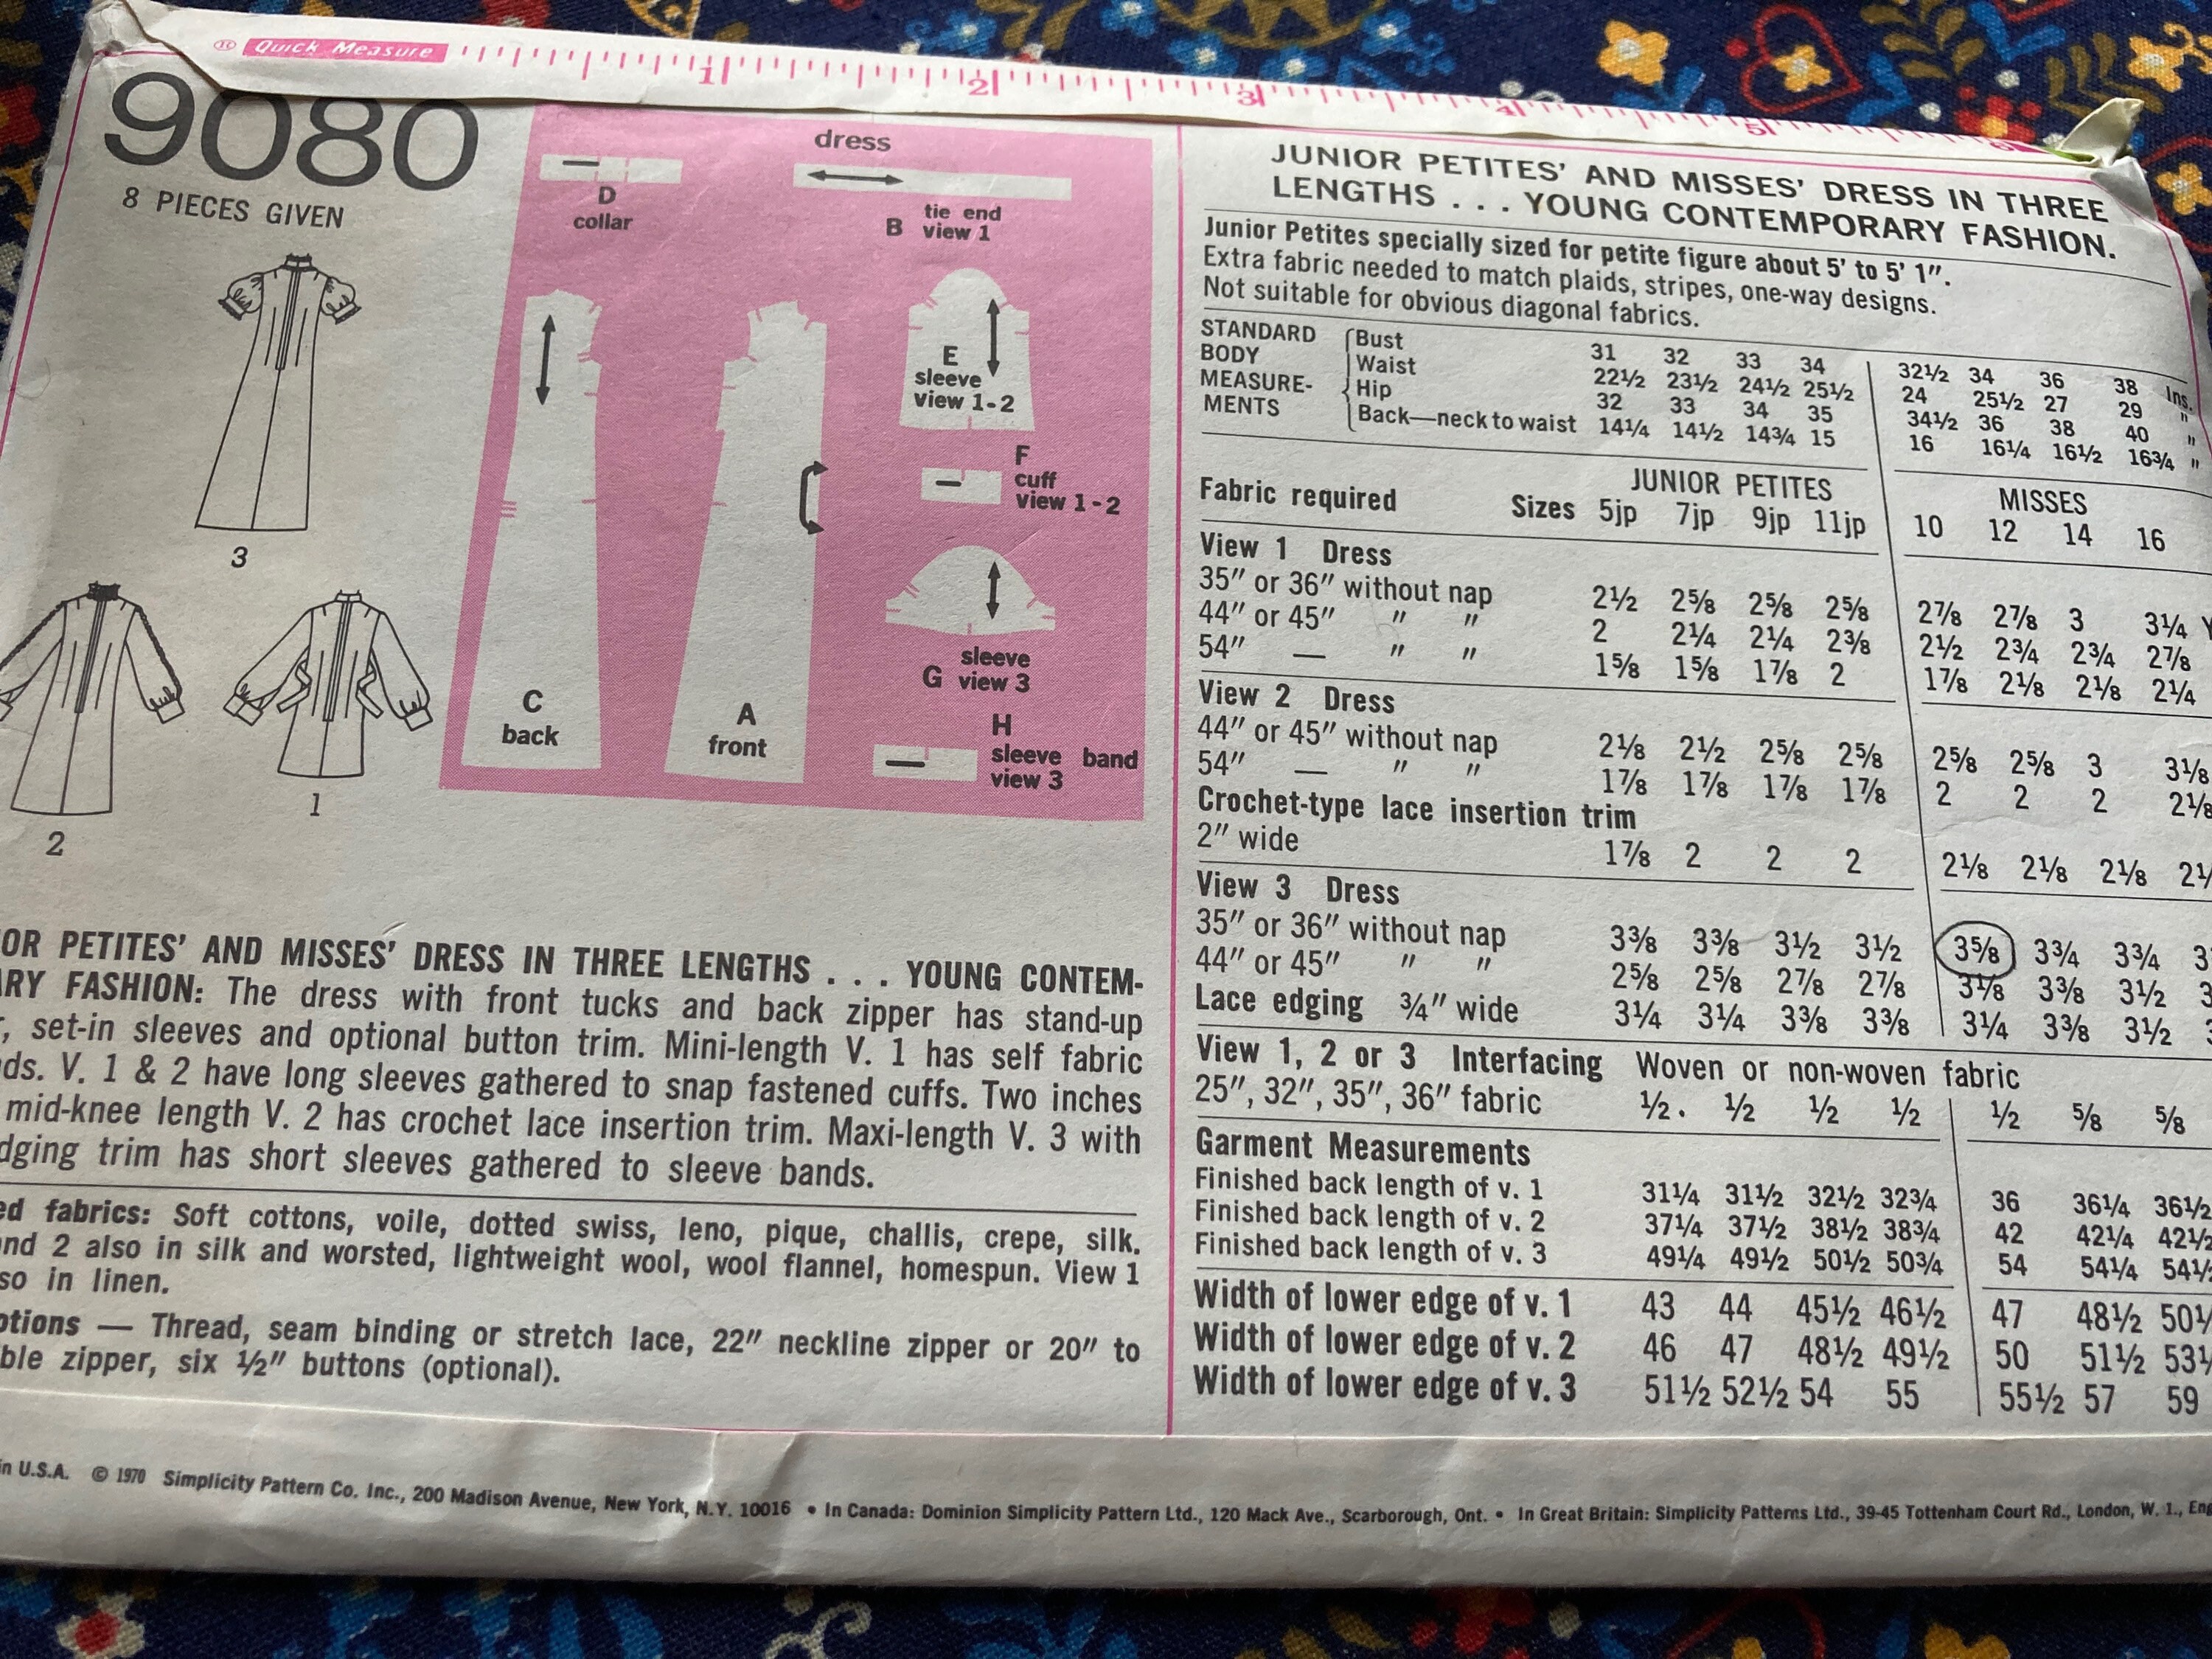 Quick Measure 1 2 3 4 5 6
9080
8 PIECES GIVEN
3
2
1
dress
D
collar
B tie end
view 1
E
sleeve
view 1-2
F
cuff
view 1-2
sleeve
G view 3
C
back
A
front
H
sleeve band
view 3
OR PETITES' AND MISSES' DRESS IN THREE LENGTHS . . . YOUNG CONTEM-
RY FASHION: The dress with front tucks and back zipper has stand-up
, set-in sleeves and optional button trim. Mini-length V. 1 has self fabric
ds. V. 1 & 2 have long sleeves gathered to snap fastened cuffs. Two inches
mid-knee length V. 2 has crochet lace insertion trim. Maxi-length V. 3 with
dging trim has short sleeves gathered to sleeve bands.
ed fabrics: Soft cottons, voile, dotted swiss, leno, pique, challis, crepe, silk.
nd 2 also in silk and worsted, lightweight wool, wool flannel, homespun. View 1
so in linen.
otions — Thread, seam binding or stretch lace, 22" neckline zipper or 20" to
ble zipper, six ½" buttons (optional).
JUNIOR PETITES' AND MISSES' DRESS IN THREE
LENGTHS . . . YOUNG CONTEMPORARY FASHION.
Junior Petites specially sized for petite figure about 5' to 5' 1".
Extra fabric needed to match plaids, stripes, one-way designs.
Not suitable for obvious diagonal fabrics.
STANDARD BODY MEASURE-MENTS
Bust 31 32 33 34 32½ 34 36 38 Ins.
Waist 22½ 23½ 24½ 25½ 24 25½ 27 29 "
Hip 32 33 34 35 34½ 36 38 40 "
Back—neck to waist 14¼ 14½ 14¾ 15 16 16¼ 16½ 16¾ "
JUNIOR PETITES MISSES
Fabric required Sizes 5jp 7jp 9jp 11jp 10 12 14 16
View 1 Dress
35" or 36" without nap 2½ 2⅝ 2⅝ 2⅝ 2⅞ 2⅞ 3 3¼ Y
44" or 45" " " 2 2¼ 2¼ 2⅜ 2½ 2¾ 2¾ 2⅞
54" — " " 1⅝ 1⅝ 1⅞ 2 1⅞ 2⅛ 2⅛ 2¼
View 2 Dress
44" or 45" without nap 2⅛ 2½ 2⅝ 2⅝ 2⅝ 2⅝ 3 3⅛
54" — " " 1⅞ 1⅞ 1⅞ 1⅞ 2 2 2 2⅛
Crochet-type lace insertion trim
2" wide 1⅞ 2 2 2 2⅛ 2⅛ 2⅛
View 3 Dress
35" or 36" without nap 3⅜ 3⅜ 3½ 3½ 3⅝ 3¾ 3¾
44" or 45" " " 2⅝ 2⅝ 2⅞ 2⅞ 3⅛ 3⅜ 3½
Lace edging ¾" wide 3¼ 3¼ 3⅜ 3⅜ 3¼ 3⅜ 3½
View 1, 2 or 3 Interfacing Woven or non-woven fabric
25", 32", 35", 36" fabric ½ ½ ½ ½ ½ ⅝ ⅝
Garment Measurements
Finished back length of v. 1 31¼ 31½ 32½ 32¾ 36 36¼ 36½
Finished back length of v. 2 37¼ 37½ 38½ 38¾ 42 42¼ 42½
Finished back length of v. 3 49¼ 49½ 50½ 50¾ 54 54¼ 54½
Width of lower edge of v. 1 43 44 45½ 46½ 47 48½
Width of lower edge of v. 2 46 47 48½ 49½ 50 51½
Width of lower edge of v. 3 51½ 52½ 54 55 55½ 57 59
in U.S.A. © 1970 Simplicity Pattern Co. Inc., 200 Madison Avenue, New York, N.Y. 10016 • In Canada: Dominion Simplicity Pattern Ltd., 120 Mack Ave., Scarborough, Ont. • In Great Britain: Simplicity Patterns Ltd., 39-45 Tottenham Court Rd., London, W. 1., Eng